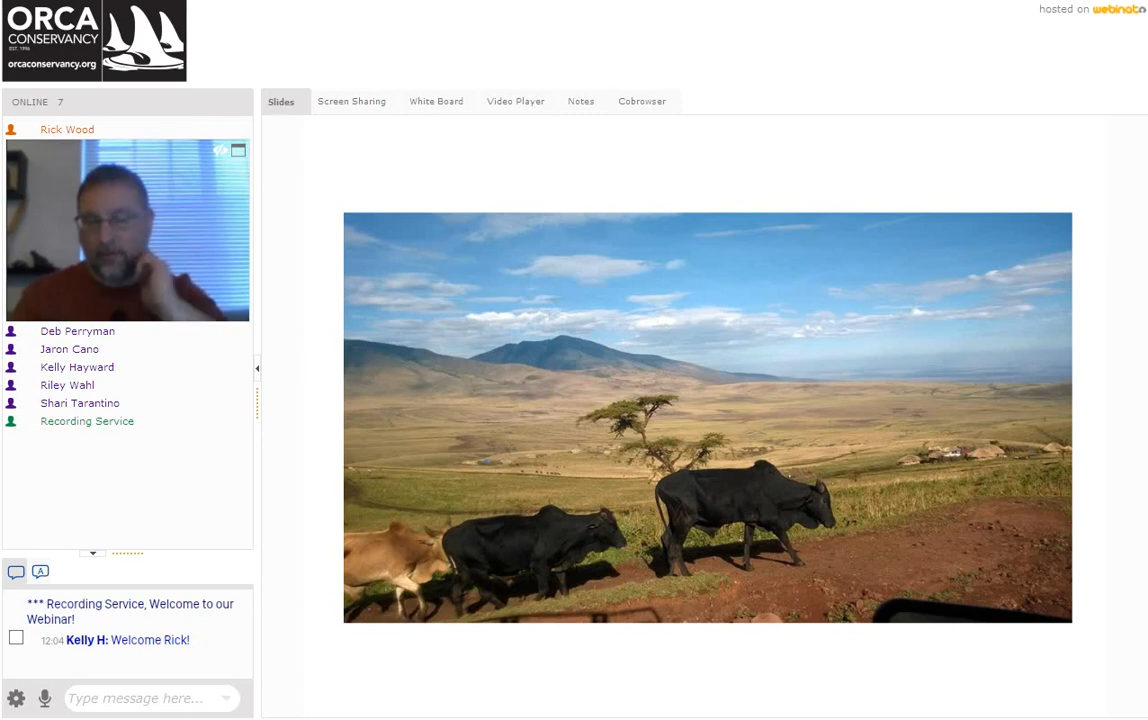 ORCA
CONSERVANCY
EST. 1996
orcaconservancy.org
hosted on webinato
ONLINE 7
Slides
Screen Sharing
White Board
Video Player
Notes
Cobrowser
Rick Wood
Deb Perryman
Jaron Cano
Kelly Hayward
Riley Wahl
Shari Tarantino
Recording Service
A
*** Recording Service, Welcome to our
Webinar!
12:04 Kelly H: Welcome Rick!
Type message here...